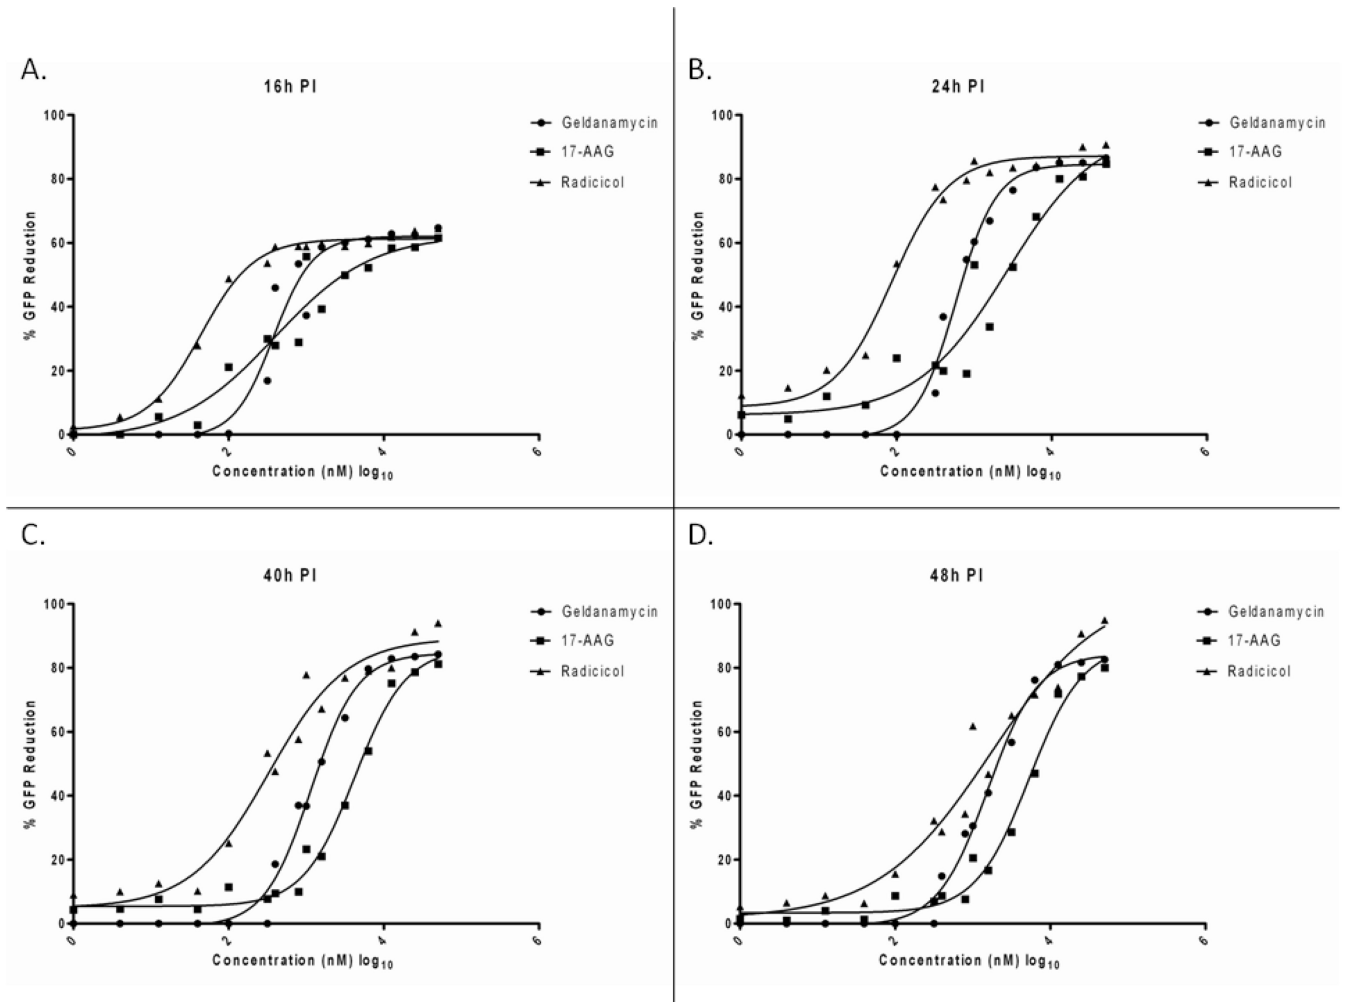 A.
16h PI
100
80
60
40
20
0
% GFP Reduction
0
2
4
6
Concentration (nM) log10
Geldanamycin
17-AAG
Radicicol
B.
24h PI
100
80
60
40
20
0
% GFP Reduction
0
2
4
6
Concentration (nM) log10
Geldanamycin
17-AAG
Radicicol
C.
40h PI
100
80
60
40
20
0
% GFP Reduction
0
2
4
6
Concentration (nM) log10
Geldanamycin
17-AAG
Radicicol
D.
48h PI
100
80
60
40
20
0
% GFP Reduction
0
2
4
6
Concentration (nM) log10
Geldanamycin
17-AAG
Radicicol